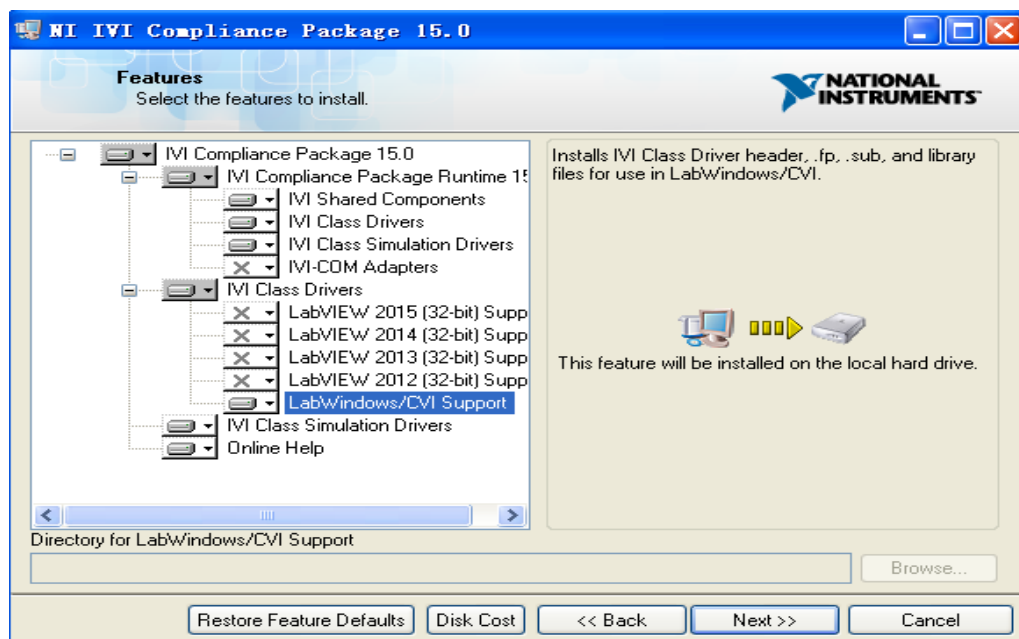 NI IVI Compliance Package 15.0
Features
Select the features to install.
NATIONAL
INSTRUMENTS
IVI Compliance Package 15.0
IVI Compliance Package Runtime 15
IVI Shared Components
IVI Class Drivers
IVI Class Simulation Drivers
IVI-COM Adapters
IVI Class Drivers
LabVIEW 2015 (32-bit) Supp
LabVIEW 2014 (32-bit) Supp
LabVIEW 2013 (32-bit) Supp
LabVIEW 2012 (32-bit) Supp
LabWindows/CVI Support
IVI Class Simulation Drivers
Online Help
Installs IVI Class Driver header, .fp, .sub, and library
files for use in LabWindows/CVI.
This feature will be installed on the local hard drive.
Directory for LabWindows/CVI Support
Browse...
Restore Feature Defaults
Disk Cost
<< Back
Next >>
Cancel